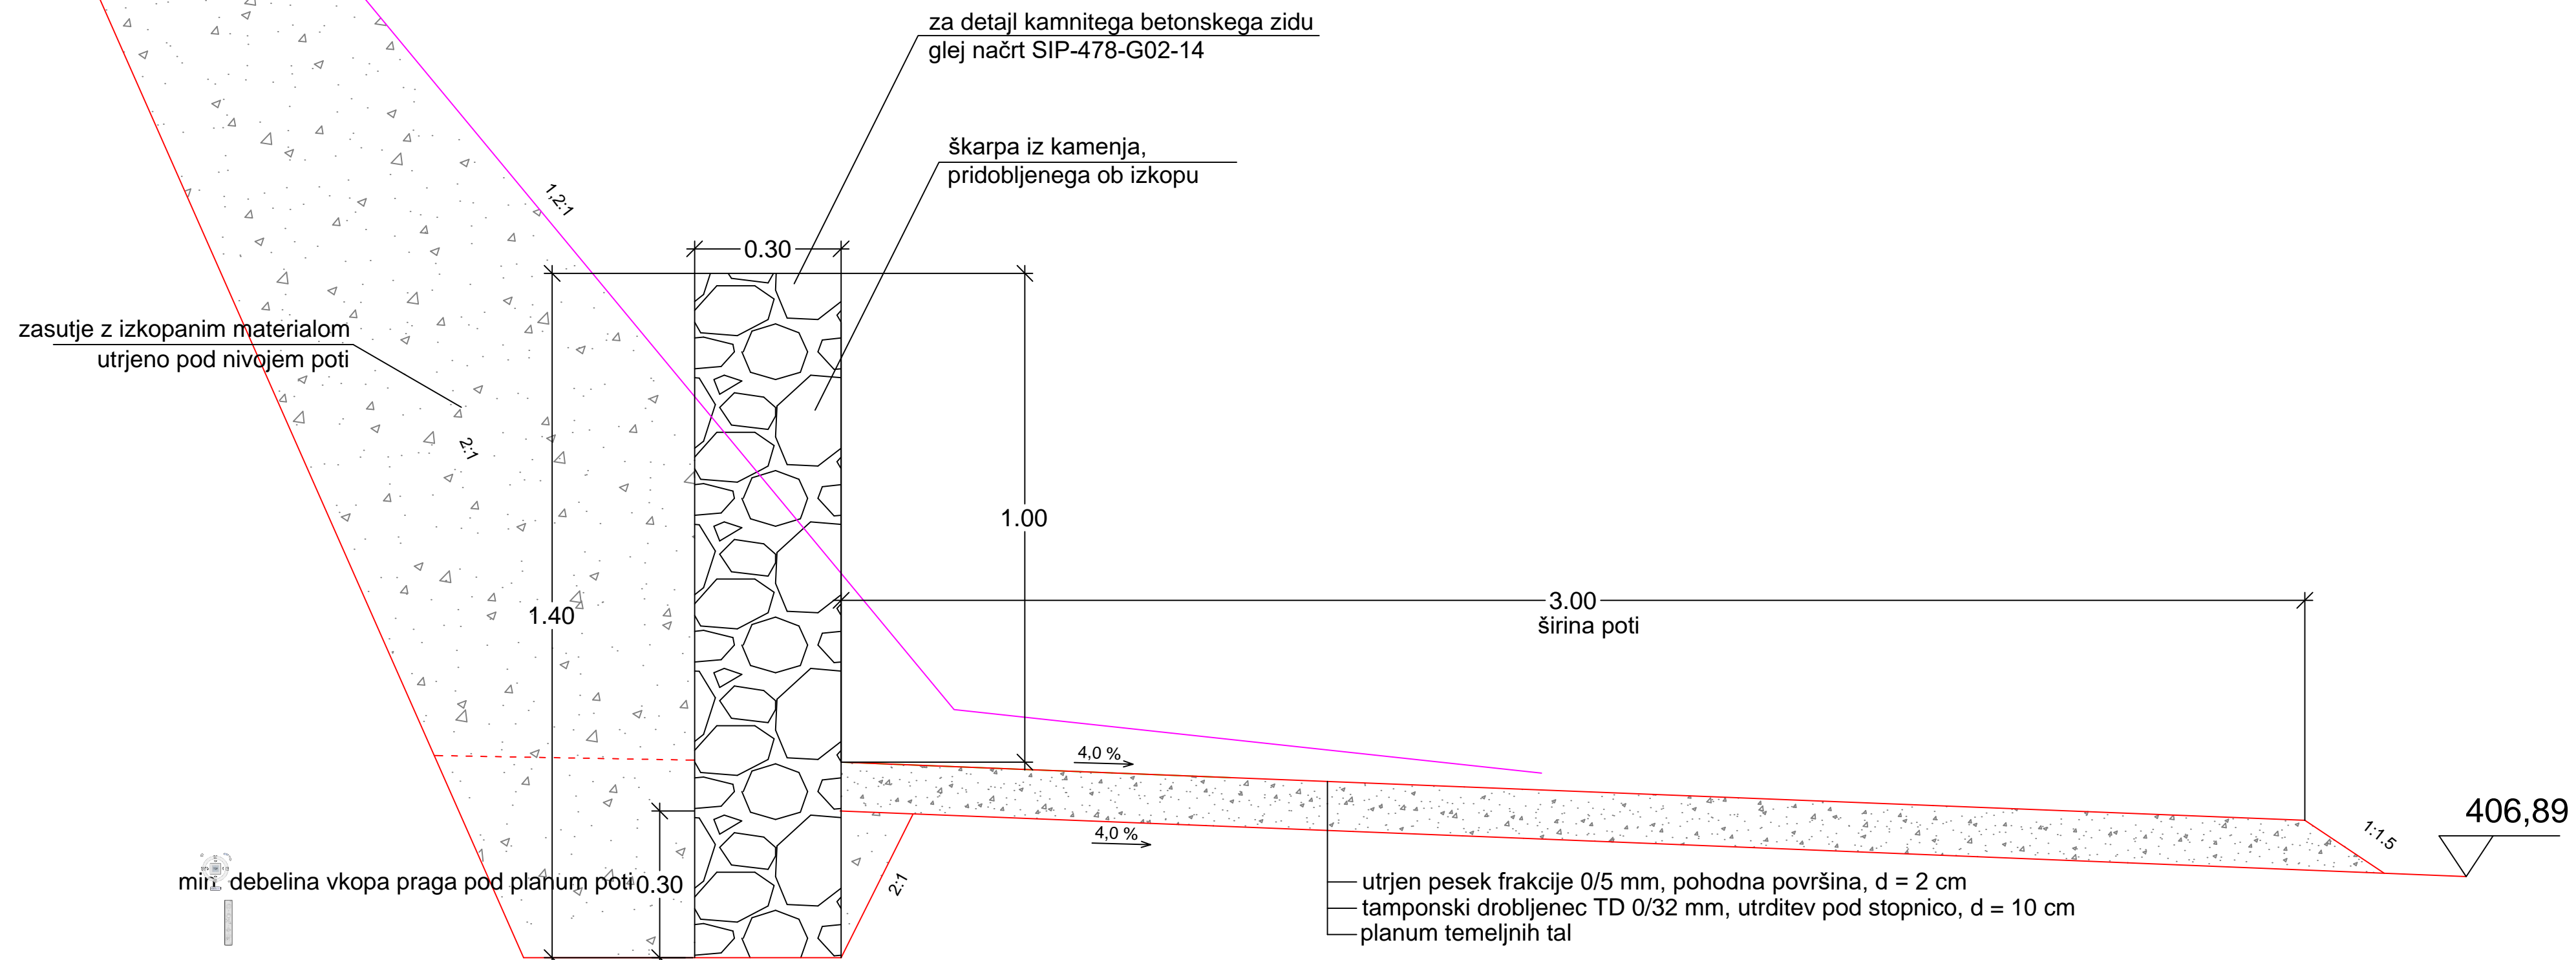 za detajl kamnitega betonskega zidu
glej načrt SIP-478-G02-14
škarpa iz kamenja,
pridobljenega ob izkopu
1,2:1
0.30
zasutje z izkopanim materialom
utrjeno pod nivojem poti
2:1
1.00
1.40
3.00
širina poti
4,0 %
406,89
4,0 %
1:1.5
min. debelina vkopa praga pod planum poti
0.30
2:1
utrjen pesek frakcije 0/5 mm, pohodna površina, d = 2 cm
tamponski drobljenec TD 0/32 mm, utrditev pod stopnico, d = 10 cm
planum temeljnih tal